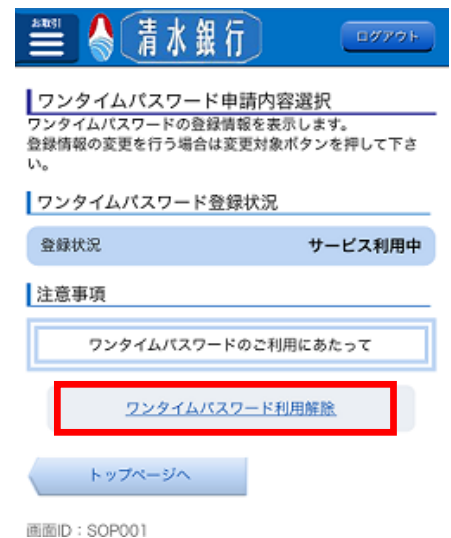 お取引
清水銀行
ログアウト
ワンタイムパスワード申請内容選択
ワンタイムパスワードの登録情報を表示します。
登録情報の変更を行う場合は変更対象ボタンを押して下さ
い。
ワンタイムパスワード登録状況
登録状況 サービス利用中
注意事項
ワンタイムパスワードのご利用にあたって
ワンタイムパスワード利用解除
トップページへ
画面ID：SOP001